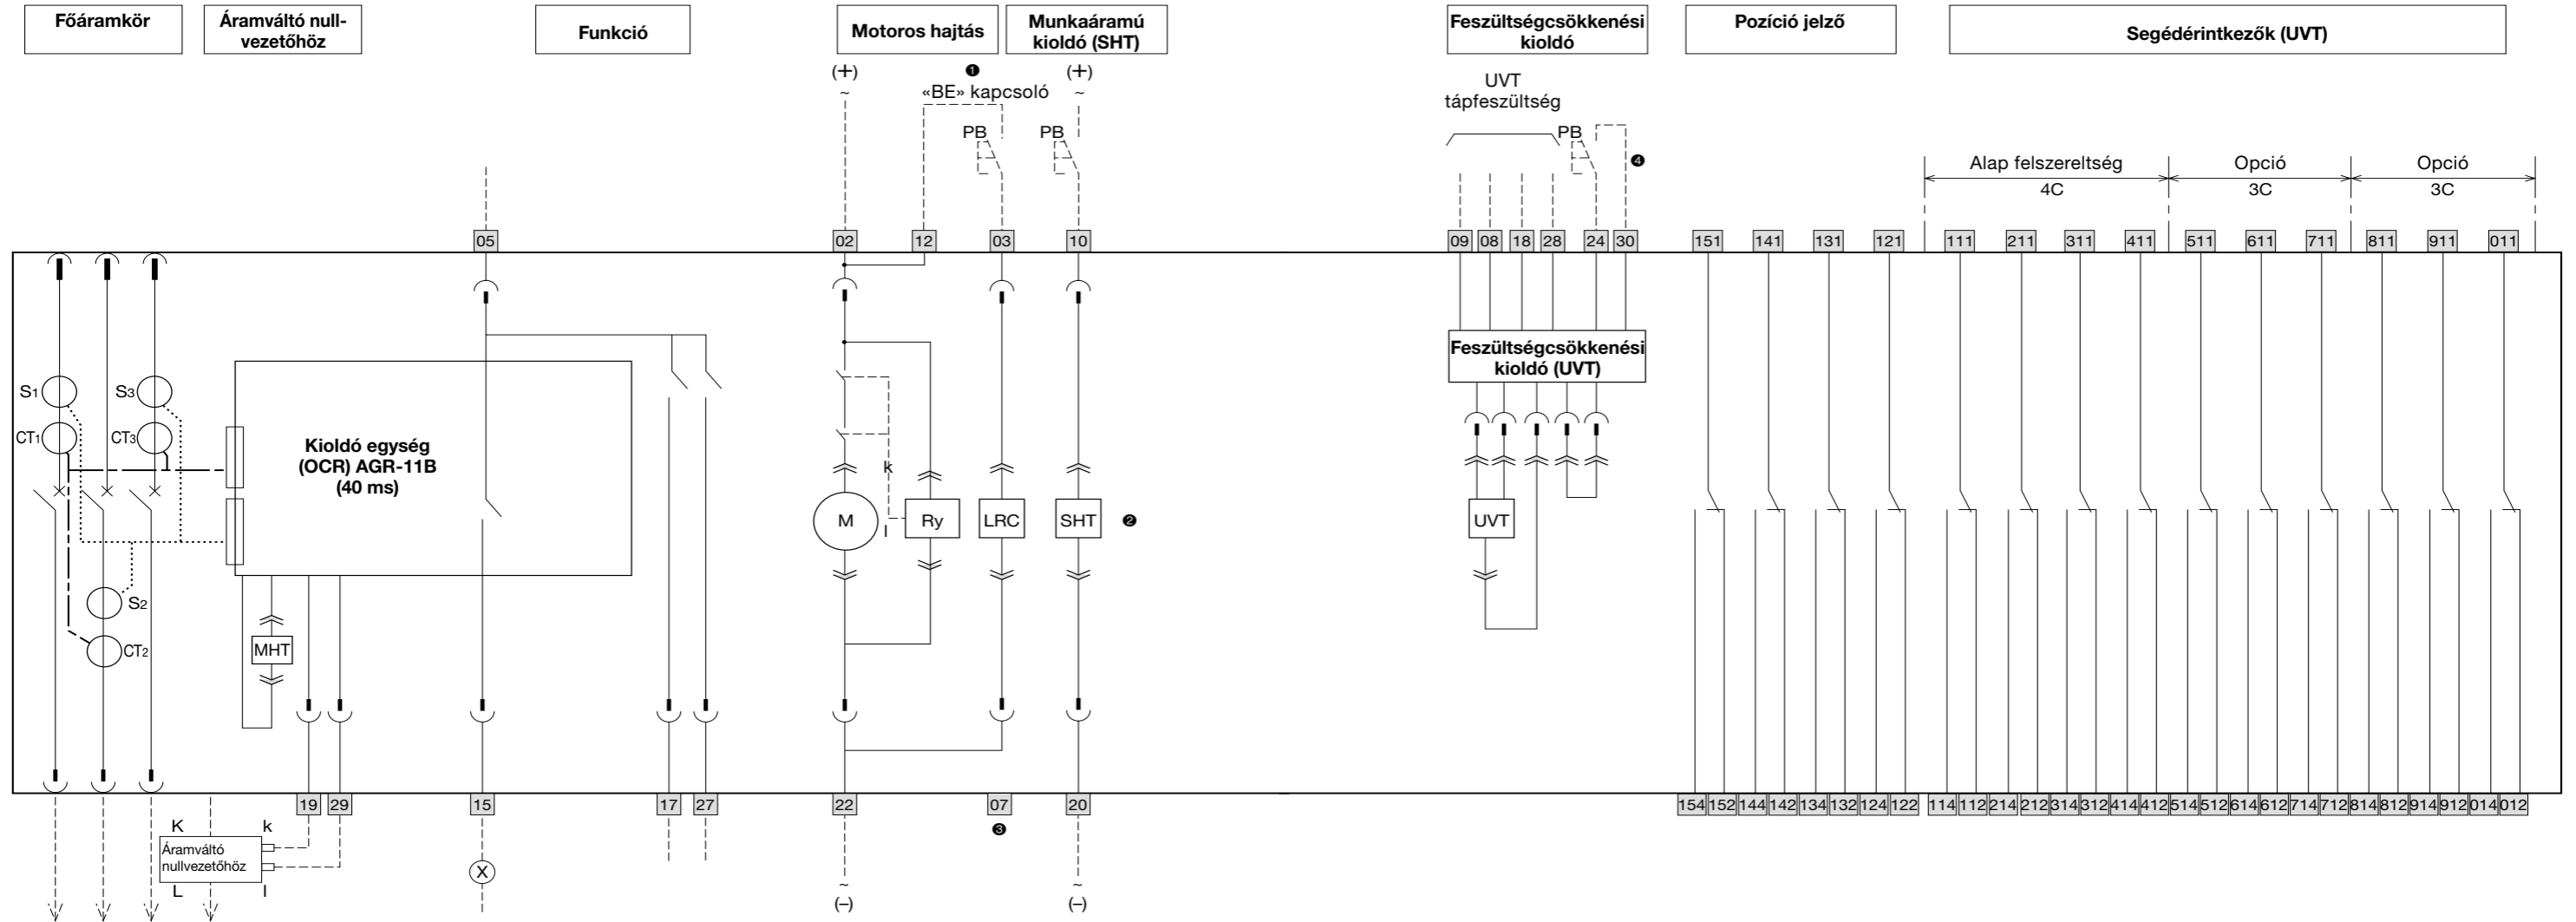 Főáramkör
Áramváltó null-
vezetőhöz
Funkció
Motoros hajtás
Munkaáramú
kioldó (SHT)
Feszültségcsökkenési
kioldó
Pozíció jelző
Segédérintkezők (UVT)
(+) ❶ (+)
~ ~
«BE» kapcsoló
UVT
tápfeszültség
PB PB PB
❹
Alap felszereltség Opció Opció
4C 3C 3C
05 02 12 03 10 09 08 18 28 24 30 151 141 131 121 111 211 311 411 511 611 711 811 911 011
Feszültségcsökkenési
kioldó (UVT)
S1 S3
CT1 CT3
Kioldó egység
(OCR) AGR-11B
(40 ms)
k
M Ry LRC SHT ❷ UVT
l
S2
CT2
MHT
19 29 15 17 27 22 07 20 154 152 144 142 134 132 124 122 114 112 214 212 314 312 414 412 514 512 614 612 714 712 814 812 914 912 014 012
❸
K k
Áramváltó
nullvezetőhöz
L l
X
~ ~
(–) (–)